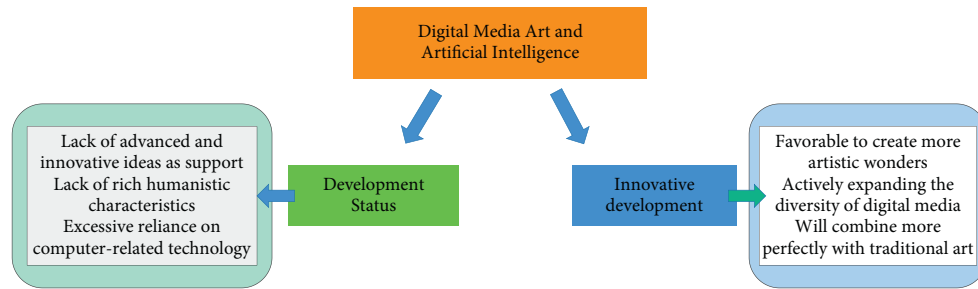 Digital Media Art and
Artificial Intelligence
Lack of advanced and
innovative ideas as support
Lack of rich humanistic
characteristics
Excessive reliance on
computer-related technology
Development
Status
Innovative
development
Favorable to create more
artistic wonders
Actively expanding the
diversity of digital media
Will combine more
perfectly with traditional art